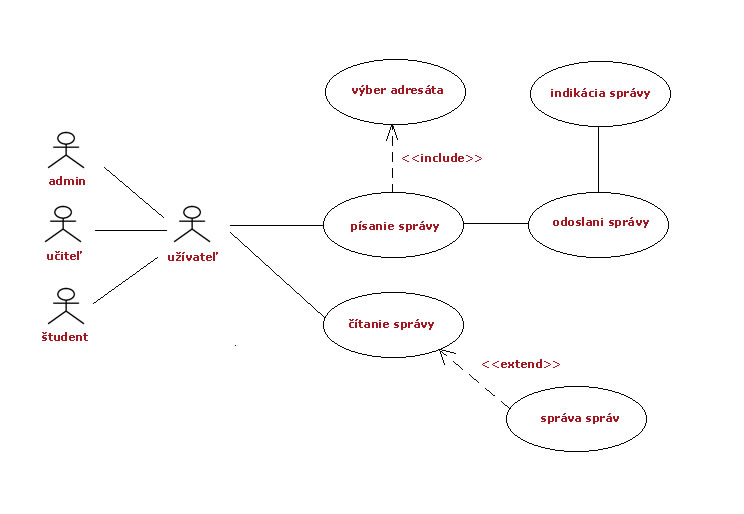 výber adresáta
indikácia správy
<<include>>
admin
písanie správy
odoslani správy
učiteľ
užívateľ
čítanie správy
študent
<<extend>>
správa správ